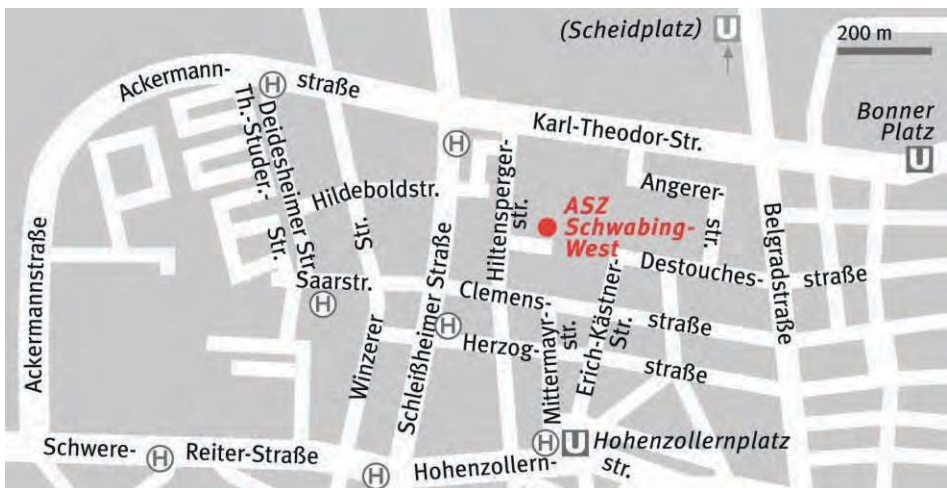 (Scheidplatz) U
200 m
Ackermann-
straße
H
Karl-Theodor-Str.
Bonner
Platz
U
H
Th.-Studer-
Str.
Deidesheimer Str.
Hildeboldstr.
Winzerer
Str.
Schleißheimer Straße
Hiltensperger-
str.
ASZ
Schwabing-
West
Angerer-
str.
Belgradstraße
Destouches-
straße
Ackermannstraße
Saarstr.
H
Clemens-
straße
H
Herzog-
straße
Mittermayr-
str.
Erich-Kästner-
Str.
H
U
Hohenzollernplatz
Schwere-
H
Reiter-Straße
H
Hohenzollern-
str.